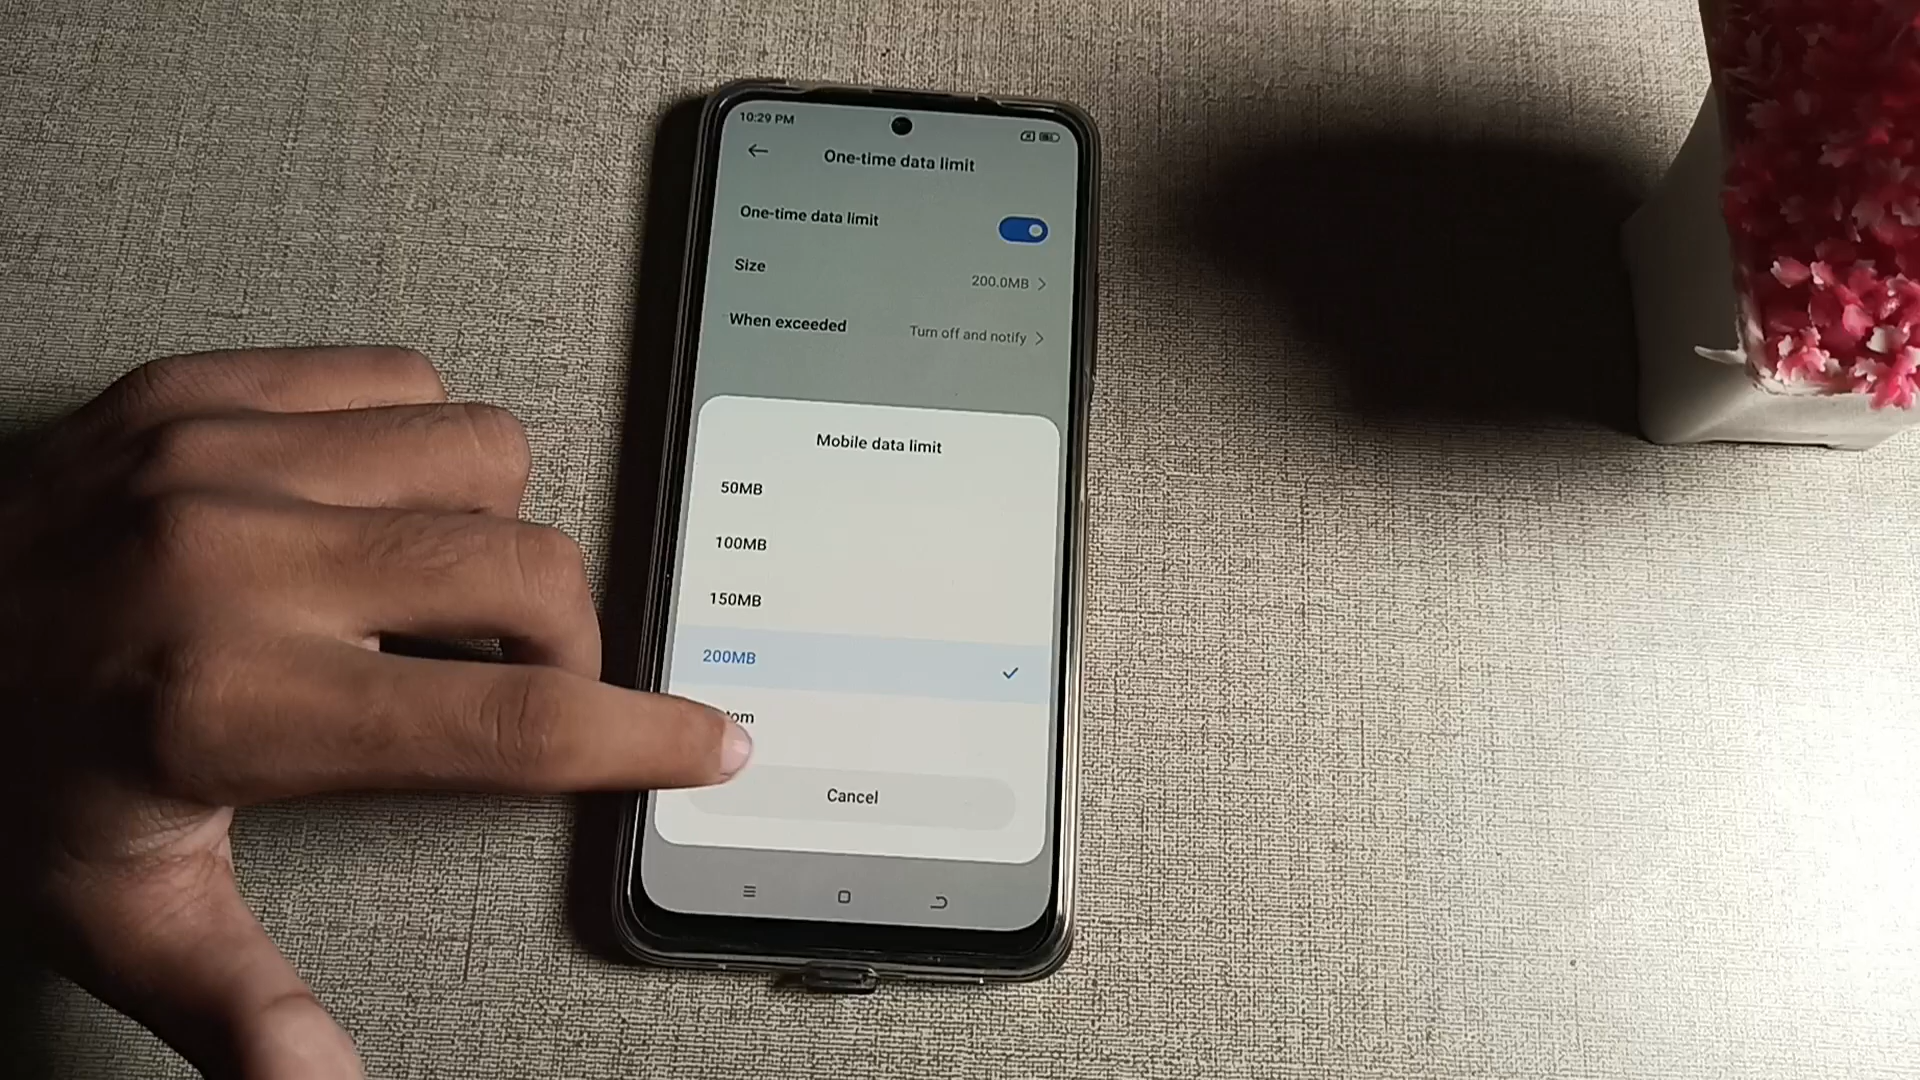 10:29 PM
One-time data limit
One-time data limit
Size
200.0MB
When exceeded
Turn off and notify
Mobile data limit
50MB
100MB
150MB
200MB
tom
Cancel